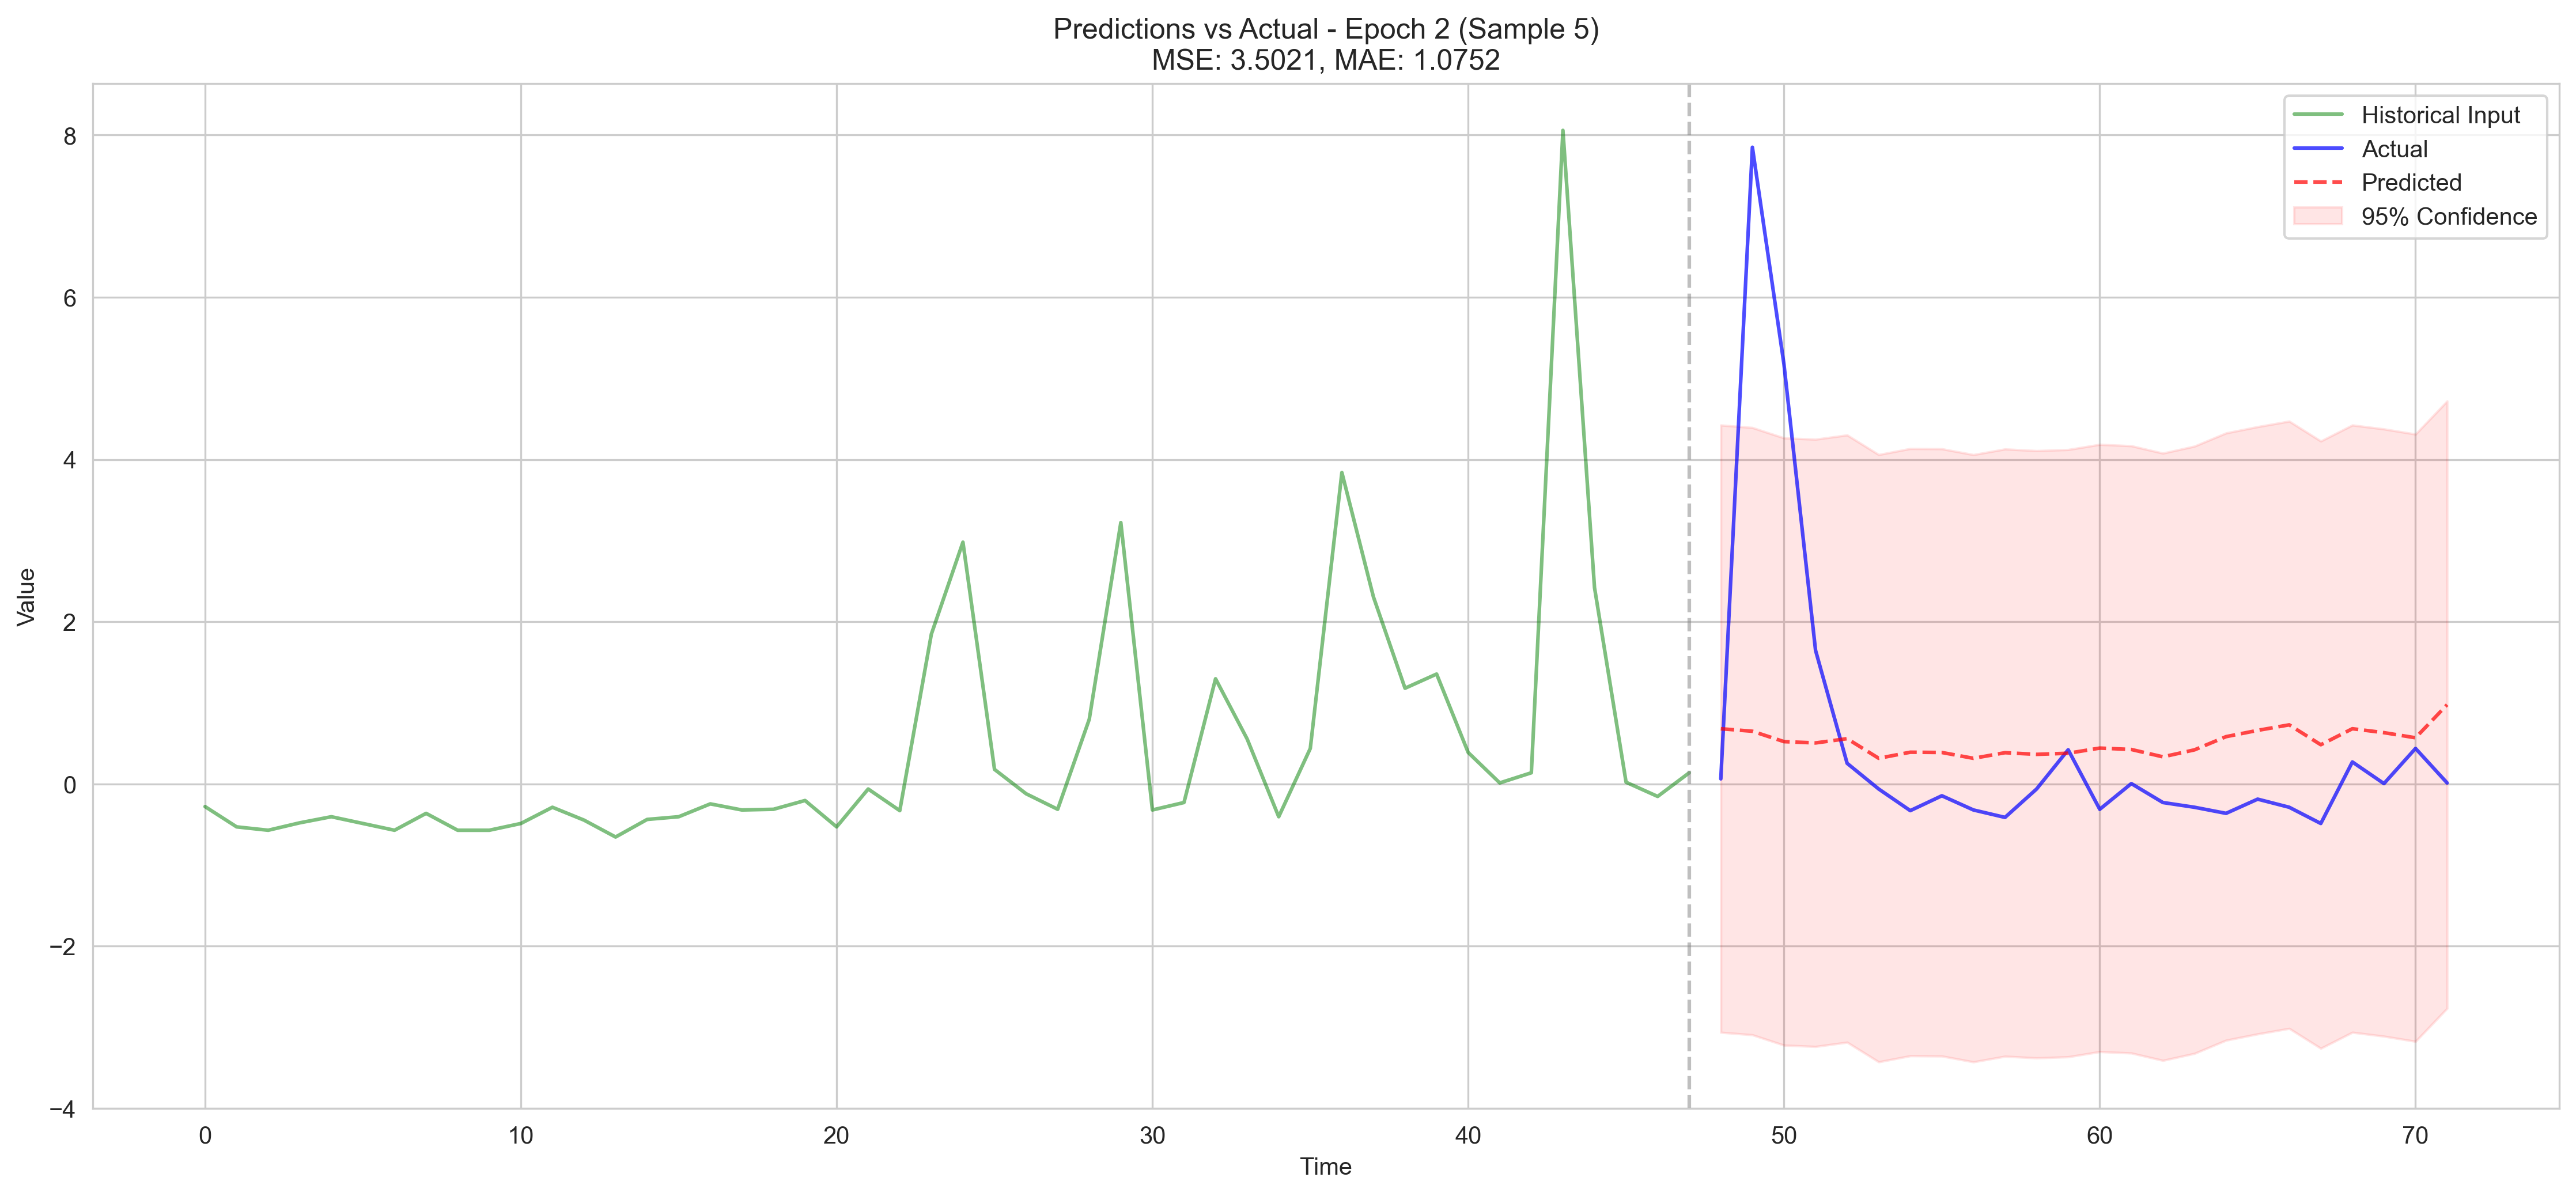 Predictions vs Actual - Epoch 2 (Sample 5)
MSE: 3.5021, MAE: 1.0752
Historical Input
Actual
Predicted
95% Confidence
8
6
4
2
0
−2
−4
Value
0 10 20 30 40 50 60 70
Time